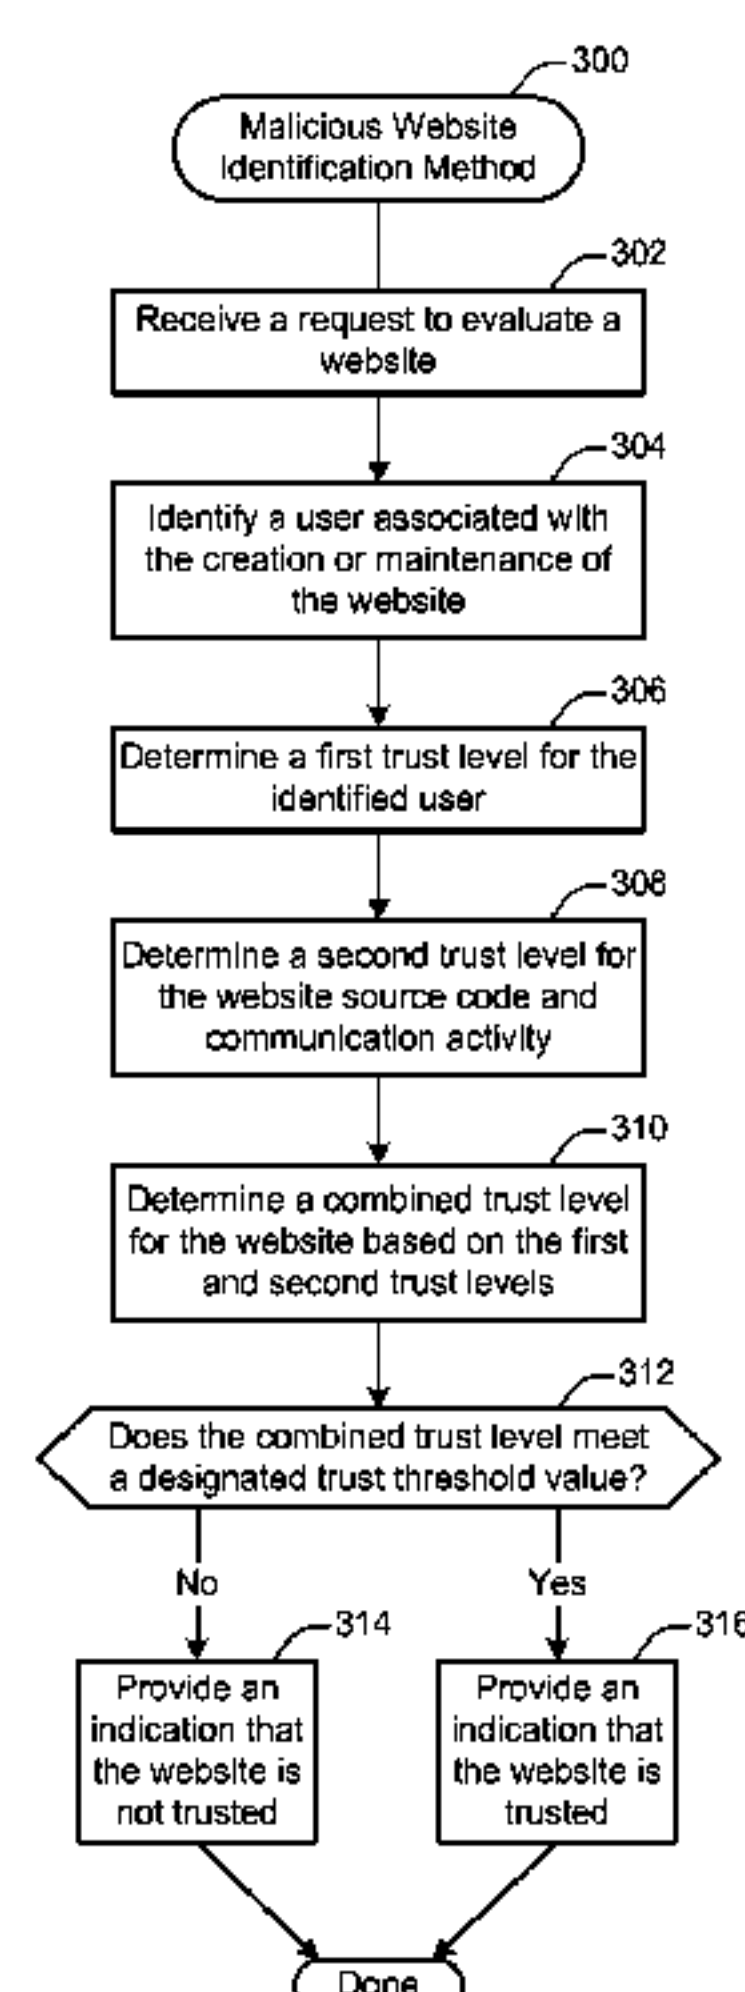 300
Malicious Website
Identification Method
302
Receive a request to evaluate a
website
304
Identify a user associated with
the creation or maintenance of
the website
306
Determine a first trust level for the
identified user
308
Determine a second trust level for
the website source code and
communication activity
310
Determine a combined trust level
for the website based on the first
and second trust levels
312
Does the combined trust level meet
a designated trust threshold value?
No
Yes
314
316
Provide an
indication that
the website is
not trusted
Provide an
indication that
the website is
trusted
Done